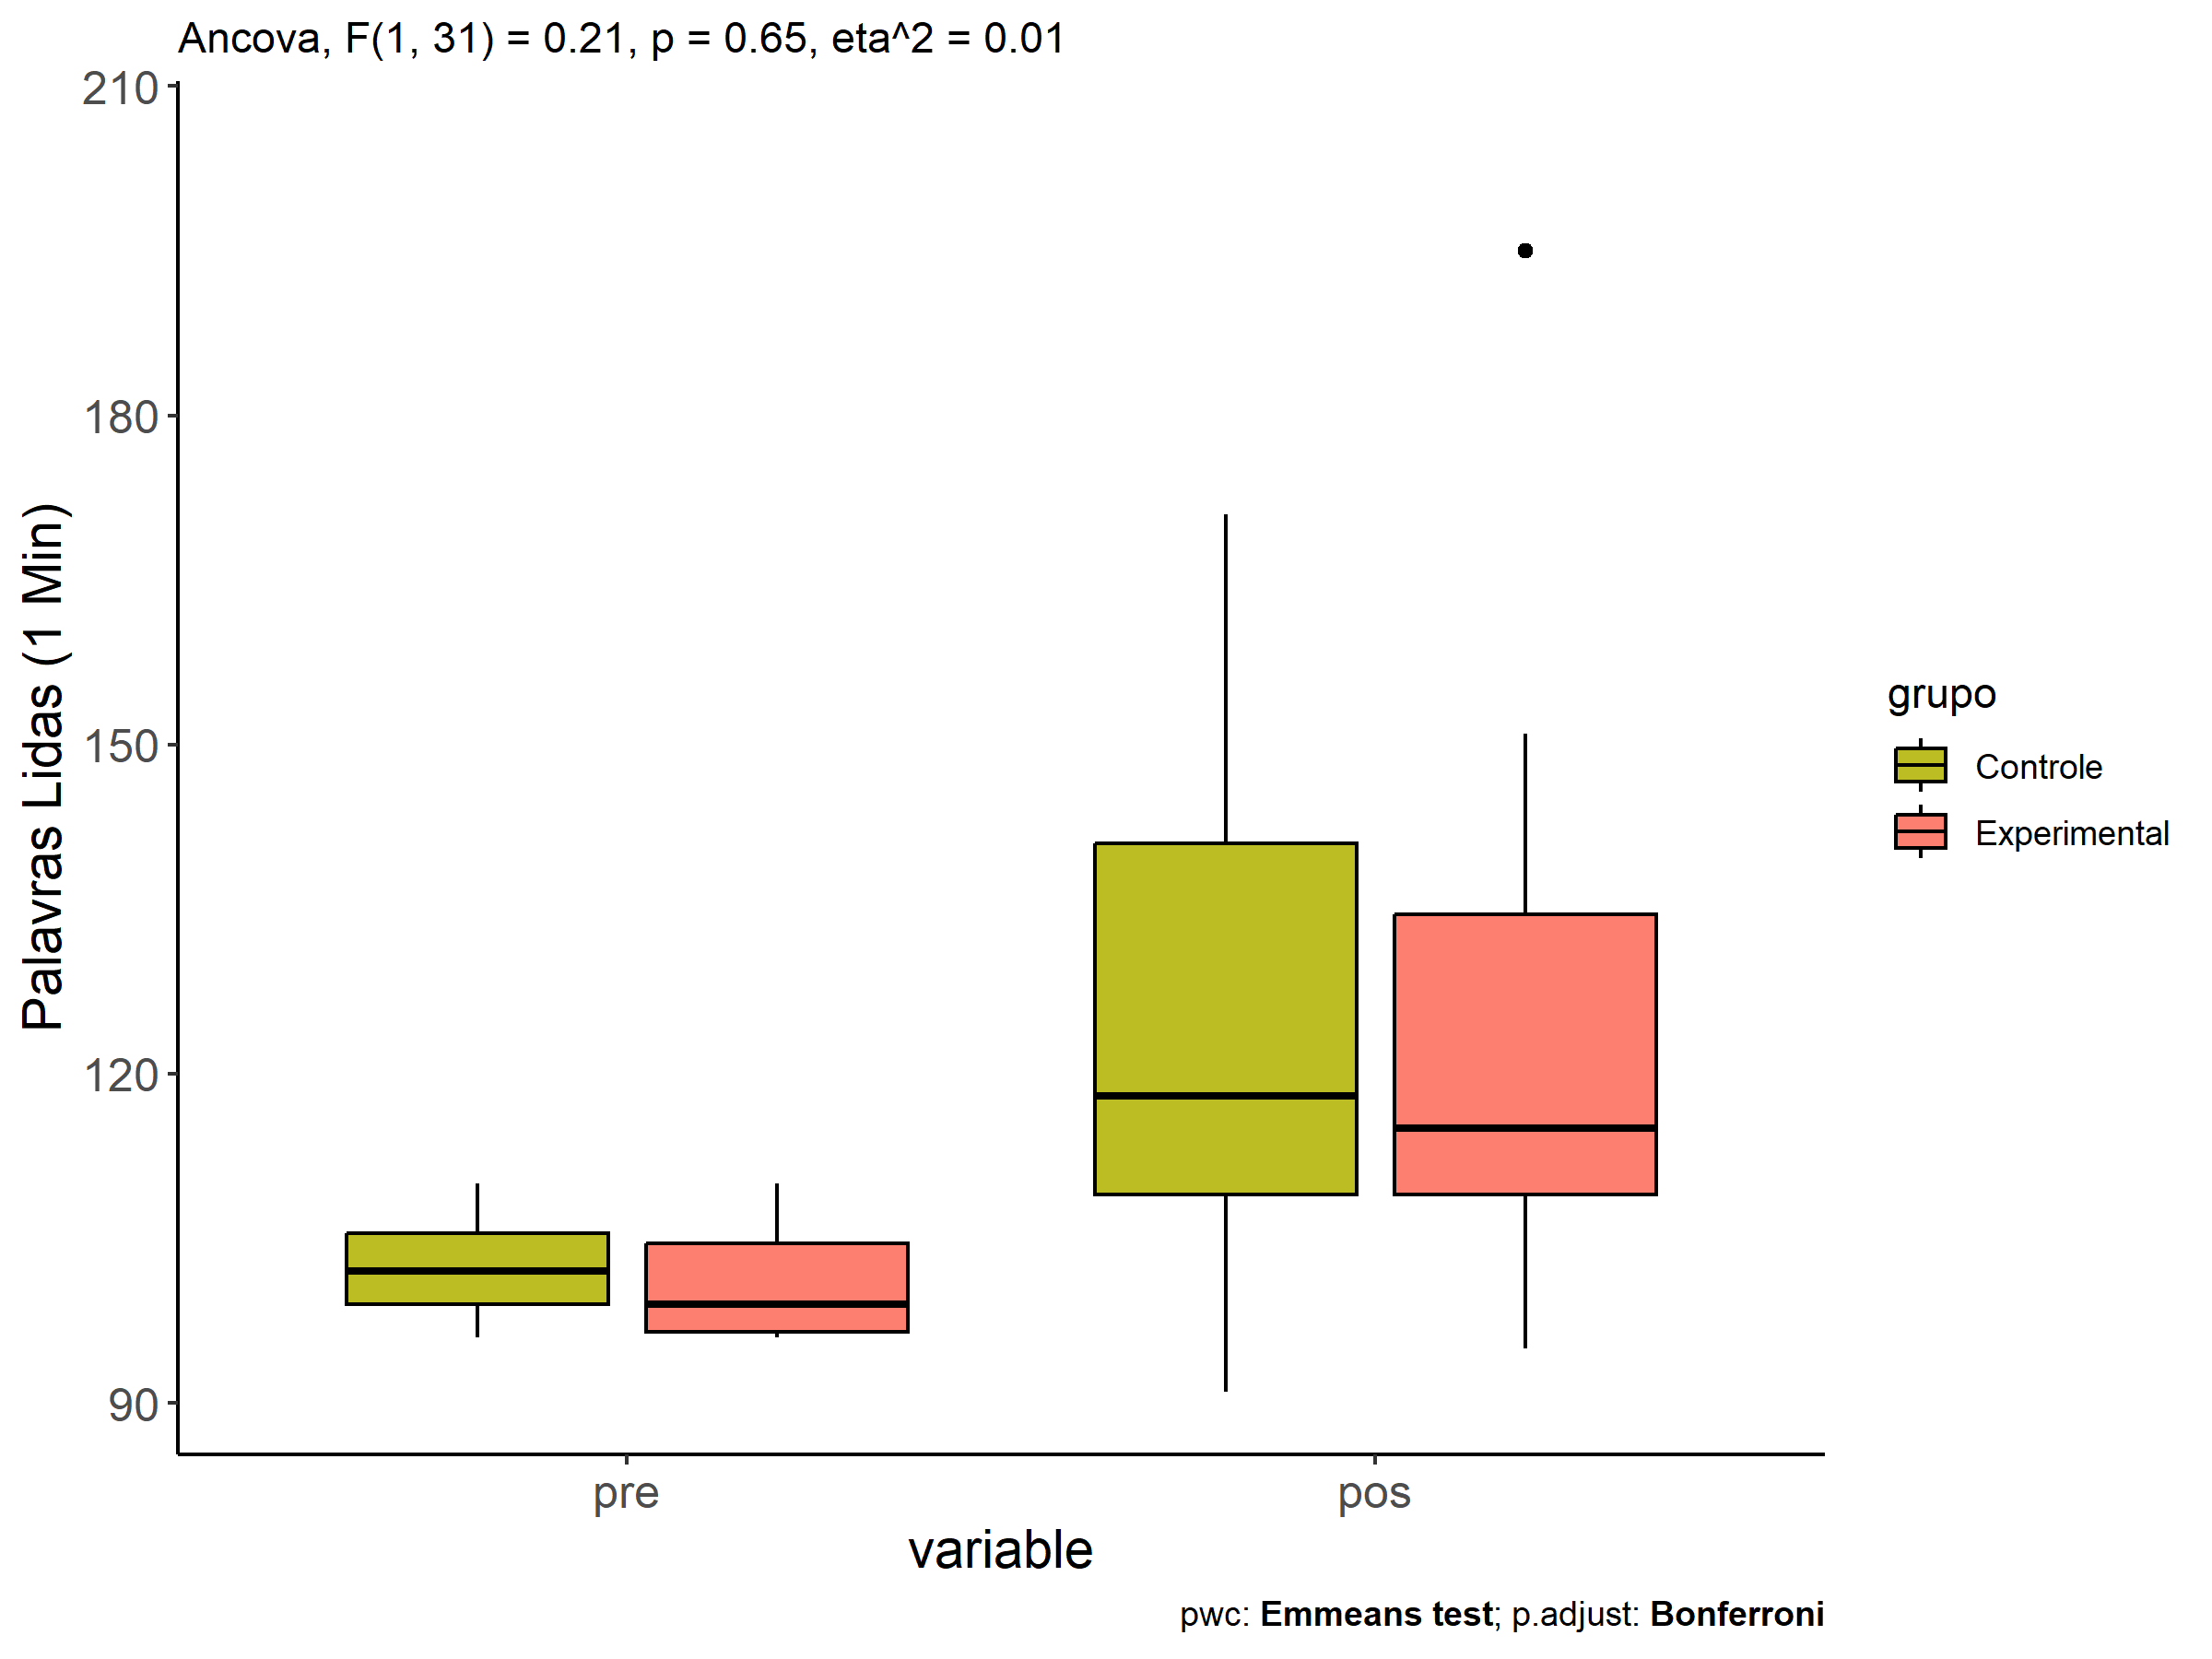 Ancova, F(1, 31) = 0.21, p = 0.65, eta^2 = 0.01
210
180
150
120
90
Palavras Lidas (1 Min)
pre
pos
variable
grupo
Controle
Experimental
pwc: Emmeans test; p.adjust: Bonferroni